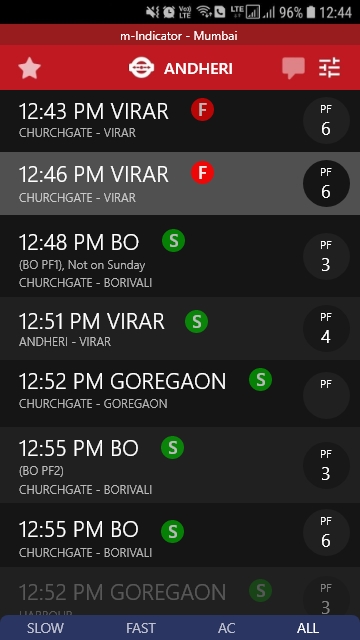 Vo)) LTE LTE 96% 12:44
m-Indicator - Mumbai
ANDHERI
12:43 PM VIRAR F PF
CHURCHGATE - VIRAR 6
12:46 PM VIRAR F PF
CHURCHGATE - VIRAR 6
12:48 PM BO S PF
(BO PF1), Not on Sunday 3
CHURCHGATE - BORIVALI
12:51 PM VIRAR S PF
ANDHERI - VIRAR 4
12:52 PM GOREGAON S PF
CHURCHGATE - GOREGAON
12:55 PM BO S PF
(BO PF2) 3
CHURCHGATE - BORIVALI
12:55 PM BO S PF
CHURCHGATE - BORIVALI 6
12:52 PM GOREGAON S PF
HARBOUR 3
SLOW FAST AC ALL